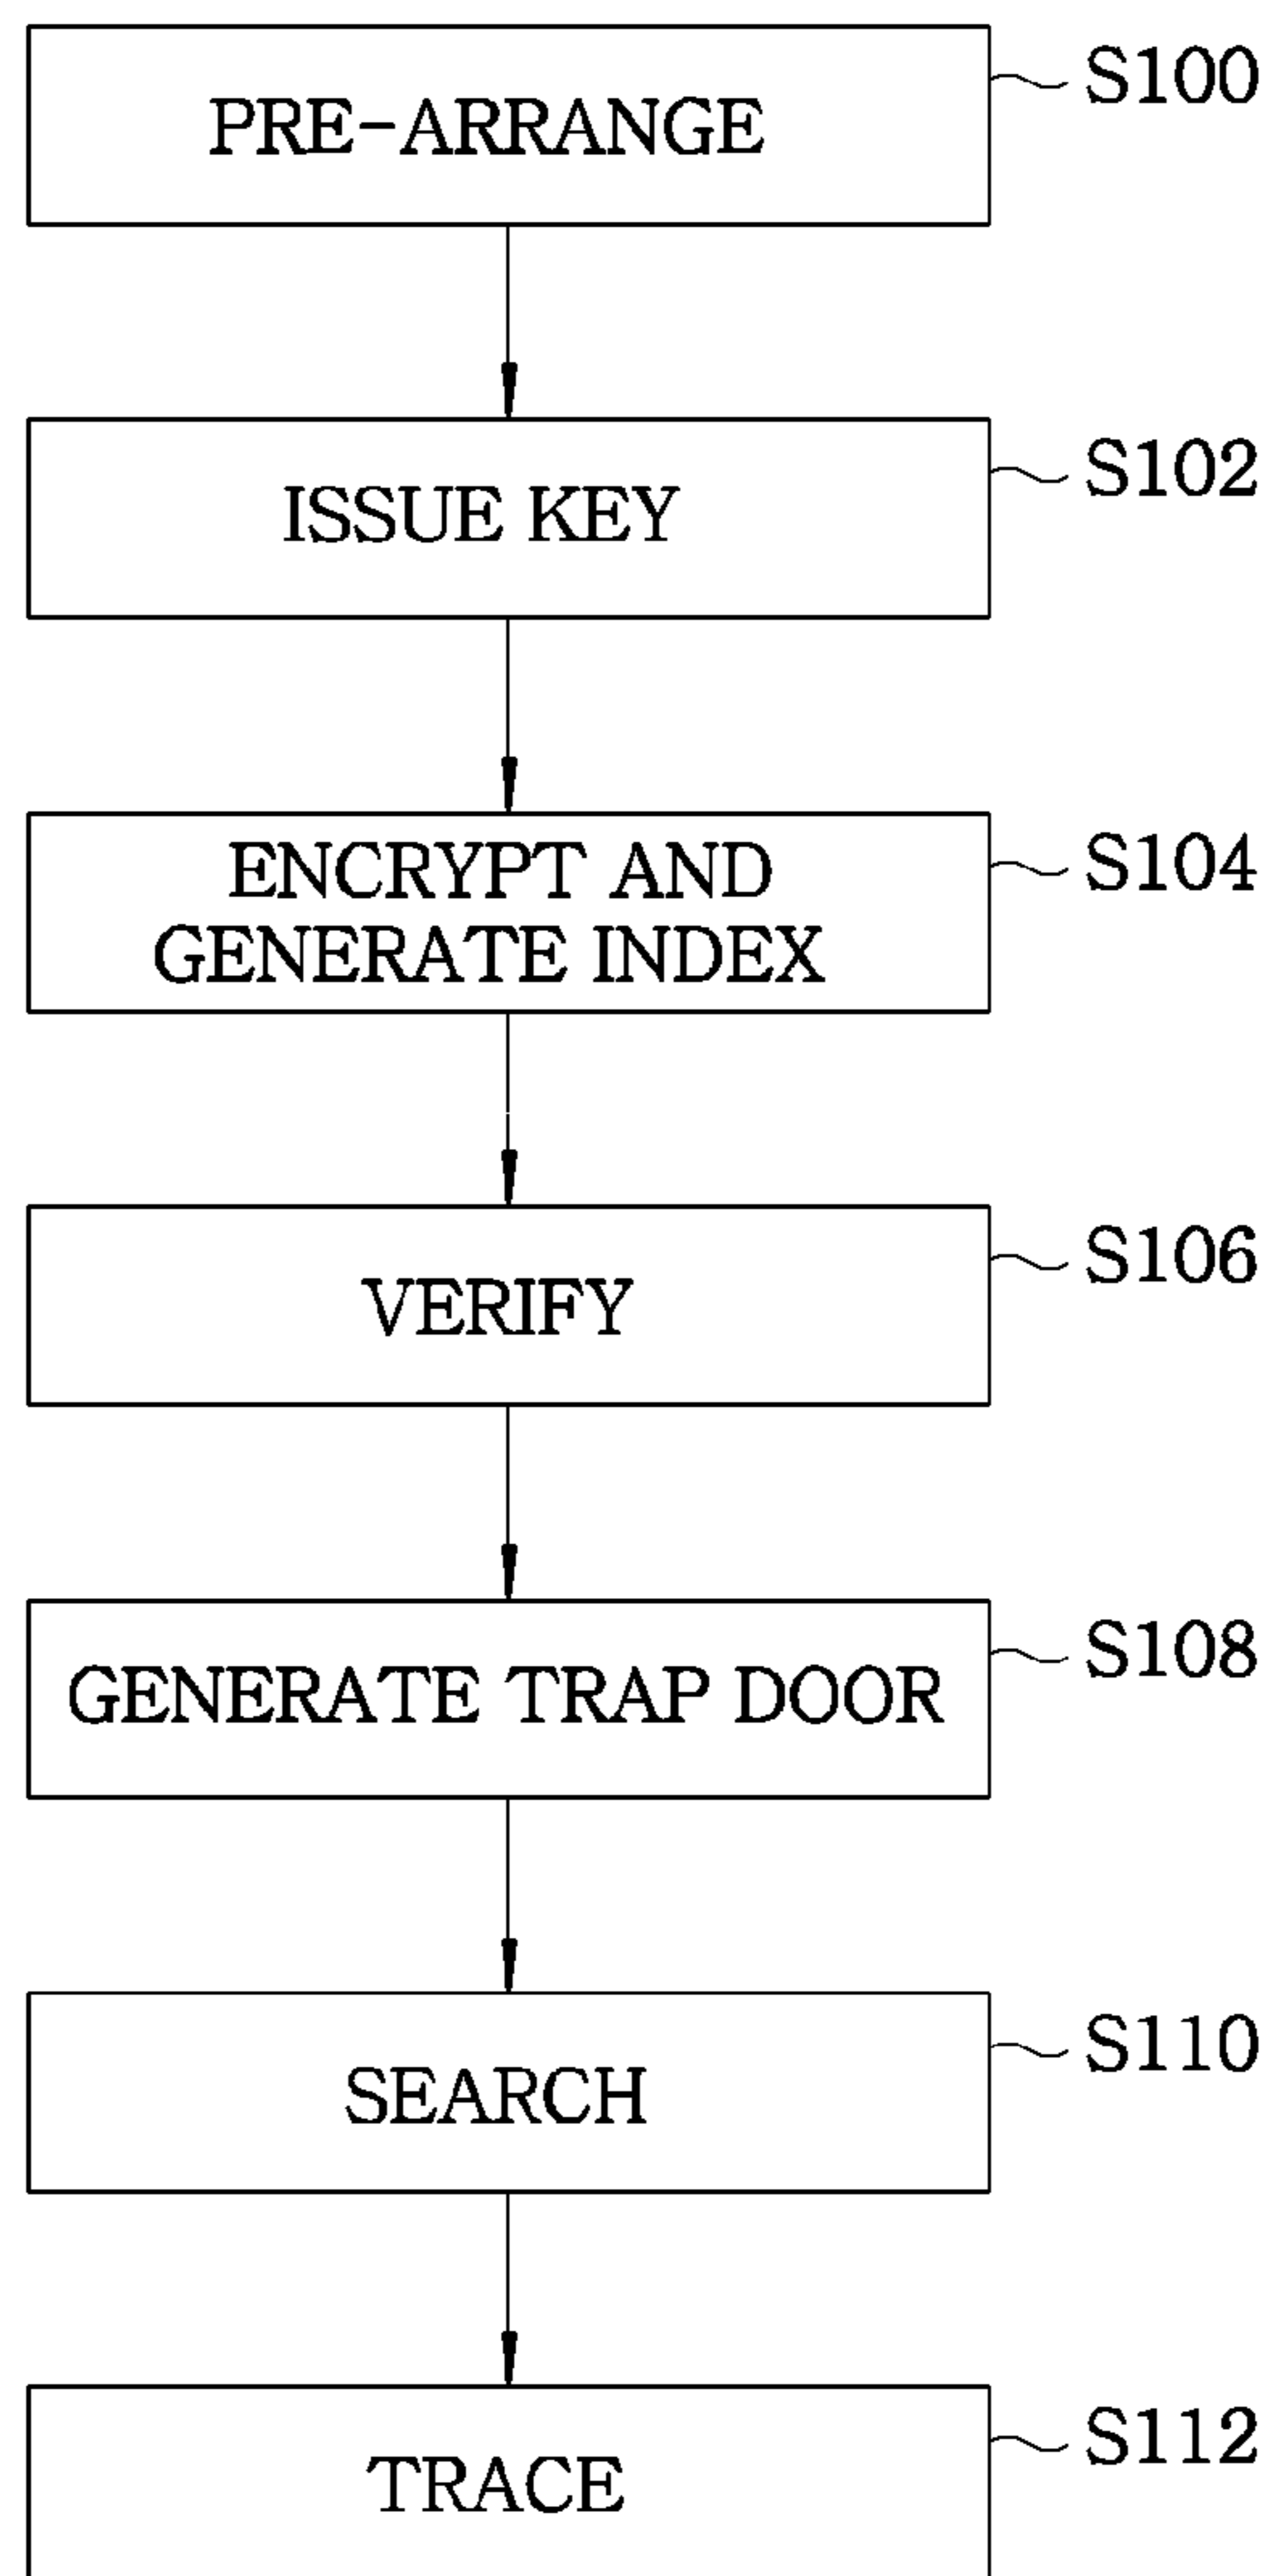 PRE-ARRANGE
S100
ISSUE KEY
S102
ENCRYPT AND
GENERATE INDEX
S104
VERIFY
S106
GENERATE TRAP DOOR
S108
SEARCH
S110
TRACE
S112